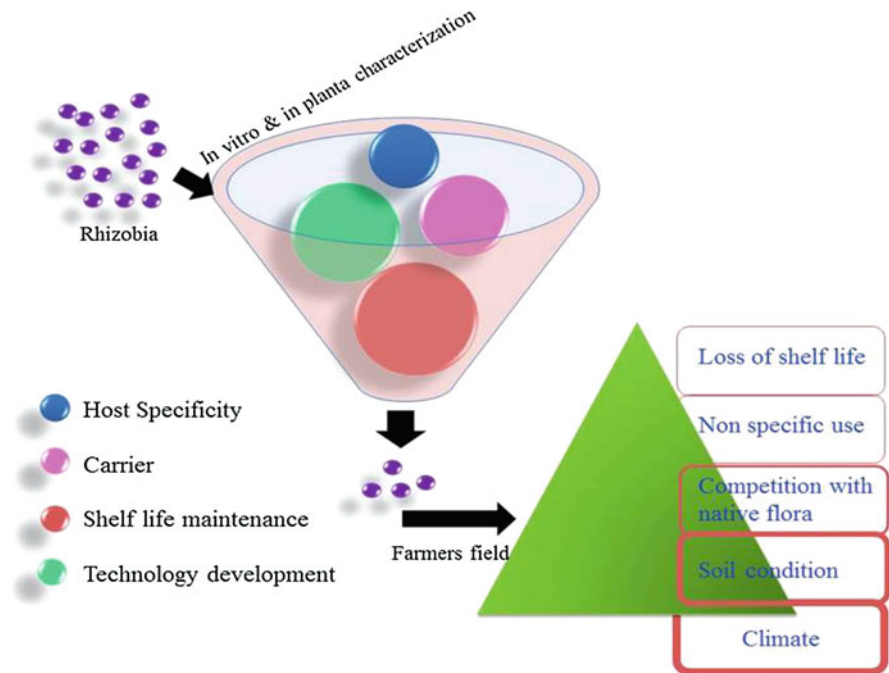 In vitro & in planta characterization
Rhizobia
Host Specificity
Carrier
Shelf life maintenance
Technology development
Farmers field
Loss of shelf life
Non specific use
Competition with
native flora
Soil condition
Climate